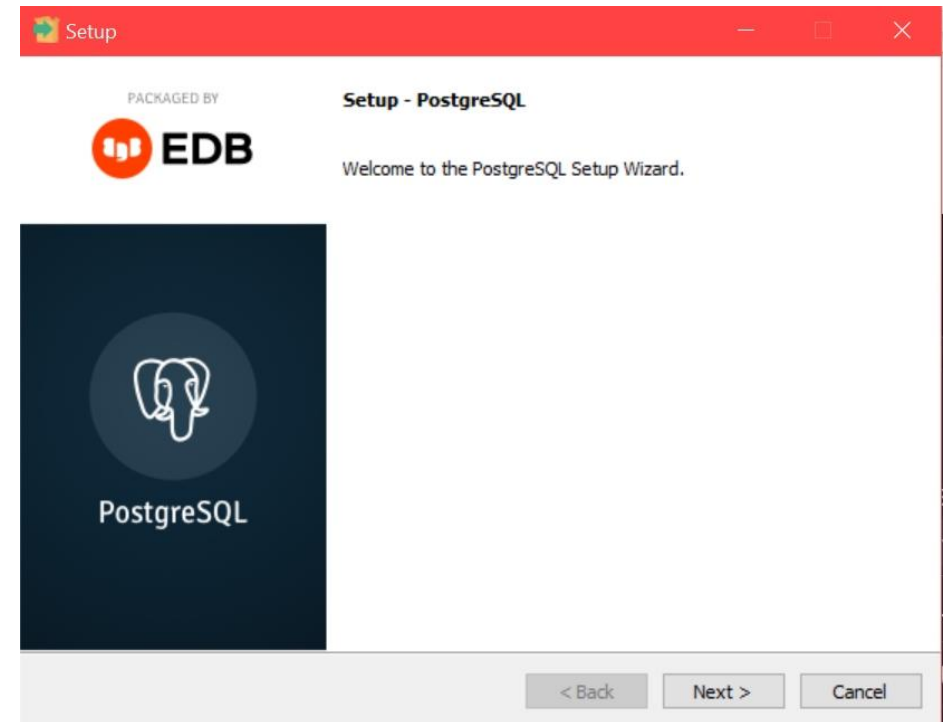 Setup
PACKAGED BY
EDB
Setup - PostgreSQL
Welcome to the PostgreSQL Setup Wizard.
PostgreSQL
< Back
Next >
Cancel